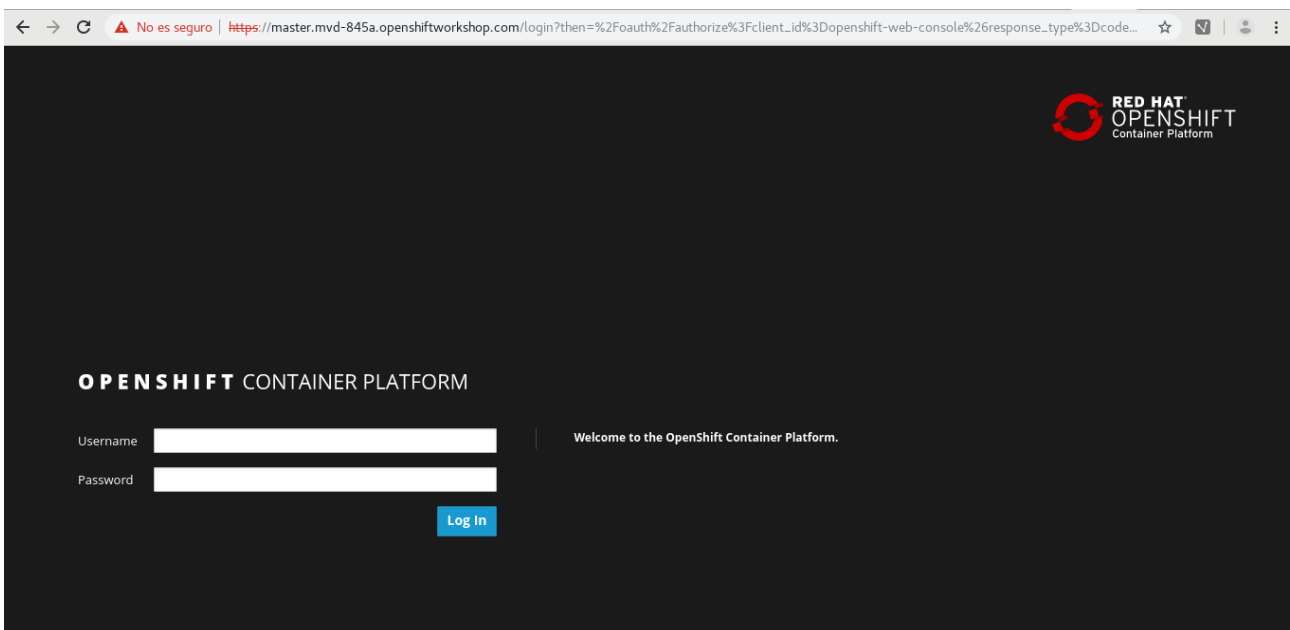 No es seguro | https://master.mvd-845a.openshiftworkshop.com/login?then=%2Foauth%2Fauthorize%3Fclient_id%3Dopenshift-web-console%26response_type%3Dcode...
RED HAT
OPENSHIFT
Container Platform
OPENSHIFT CONTAINER PLATFORM
Username
Welcome to the OpenShift Container Platform.
Password
Log In